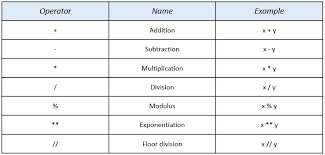 Operator Name Example
+ Addition x + y
- Subtraction x - y
* Multiplication x * y
/ Division x / y
% Modulus x % y
** Exponentiation x ** y
// Floor division x // y